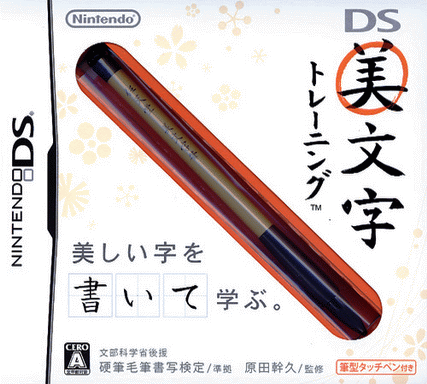 Nintendo
DS
美文字
トレーニング™
NINTENDO DS
美しい字を
書いて学ぶ。
CERO
A
文部科学省後援
硬筆毛筆書写検定/準拠 原田幹久/監修
筆型タッチペン付き